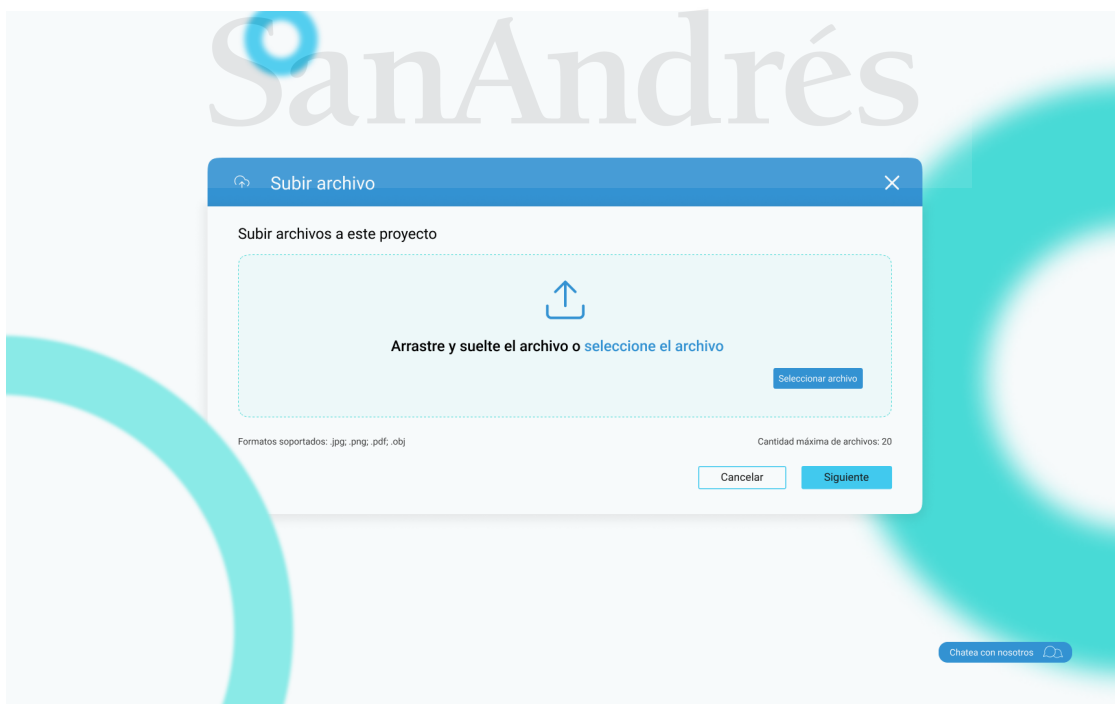 SanAndrés
Subir archivo
Subir archivos a este proyecto
Arrastre y suelte el archivo o seleccione el archivo
Seleccionar archivo
Formatos soportados: .jpg; .png; .pdf; .obj
Cantidad máxima de archivos: 20
Cancelar
Siguiente
Chatea con nosotros